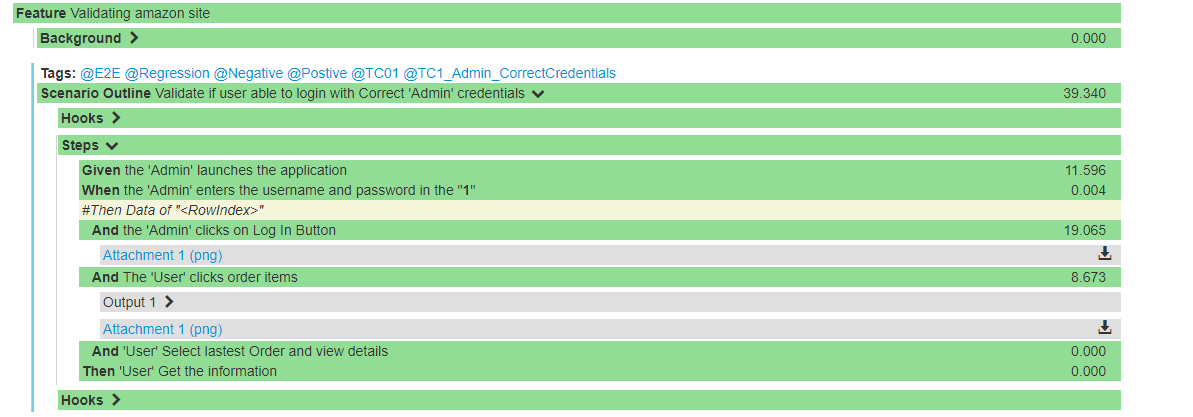 Feature Validating amazon site
Background 0.000
Tags: @E2E @Regression @Negative @Postive @TC01 @TC1_Admin_CorrectCredentials
Scenario Outline Validate if user able to login with Correct 'Admin' credentials 39.340
Hooks
Steps
Given the 'Admin' launches the application 11.596
When the 'Admin' enters the username and password in the "1" 0.004
#Then Data of "<RowIndex>"
And the 'Admin' clicks on Log In Button 19.065
Attachment 1 (png)
And The 'User' clicks order items 8.673
Output 1
Attachment 1 (png)
And 'User' Select lastest Order and view details 0.000
Then 'User' Get the information 0.000
Hooks